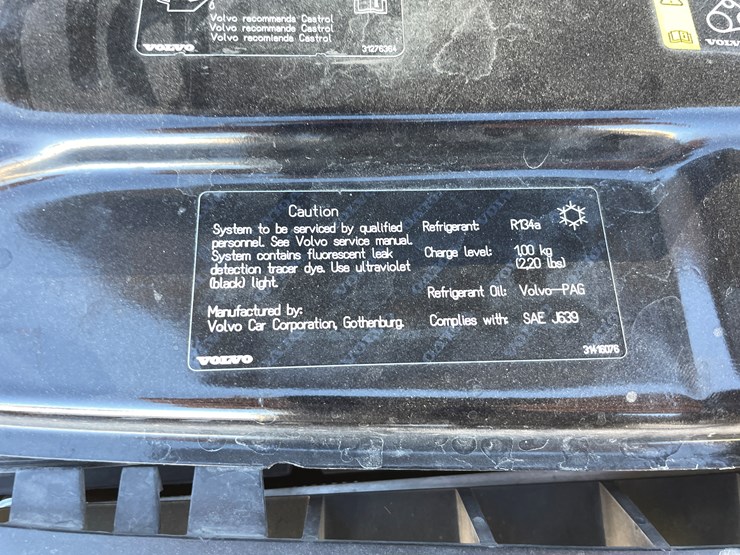 Volvo recommends Castrol
Volvo recommande Castrol
Volvo recomienda Castrol
VOLVO
31276364
VOLVO
Caution
System to be serviced by qualified
personnel. See Volvo service manual.
System contains fluorescent leak
detection tracer dye. Use ultraviolet
(black) light.
Manufactured by:
Volvo Car Corporation, Gothenburg.
VOLVO
Refrigerant: R134a
Charge level: 1,00 kg
(2,20 lbs)
Refrigerant Oil: Volvo-PAG
Complies with: SAE J639
31416076